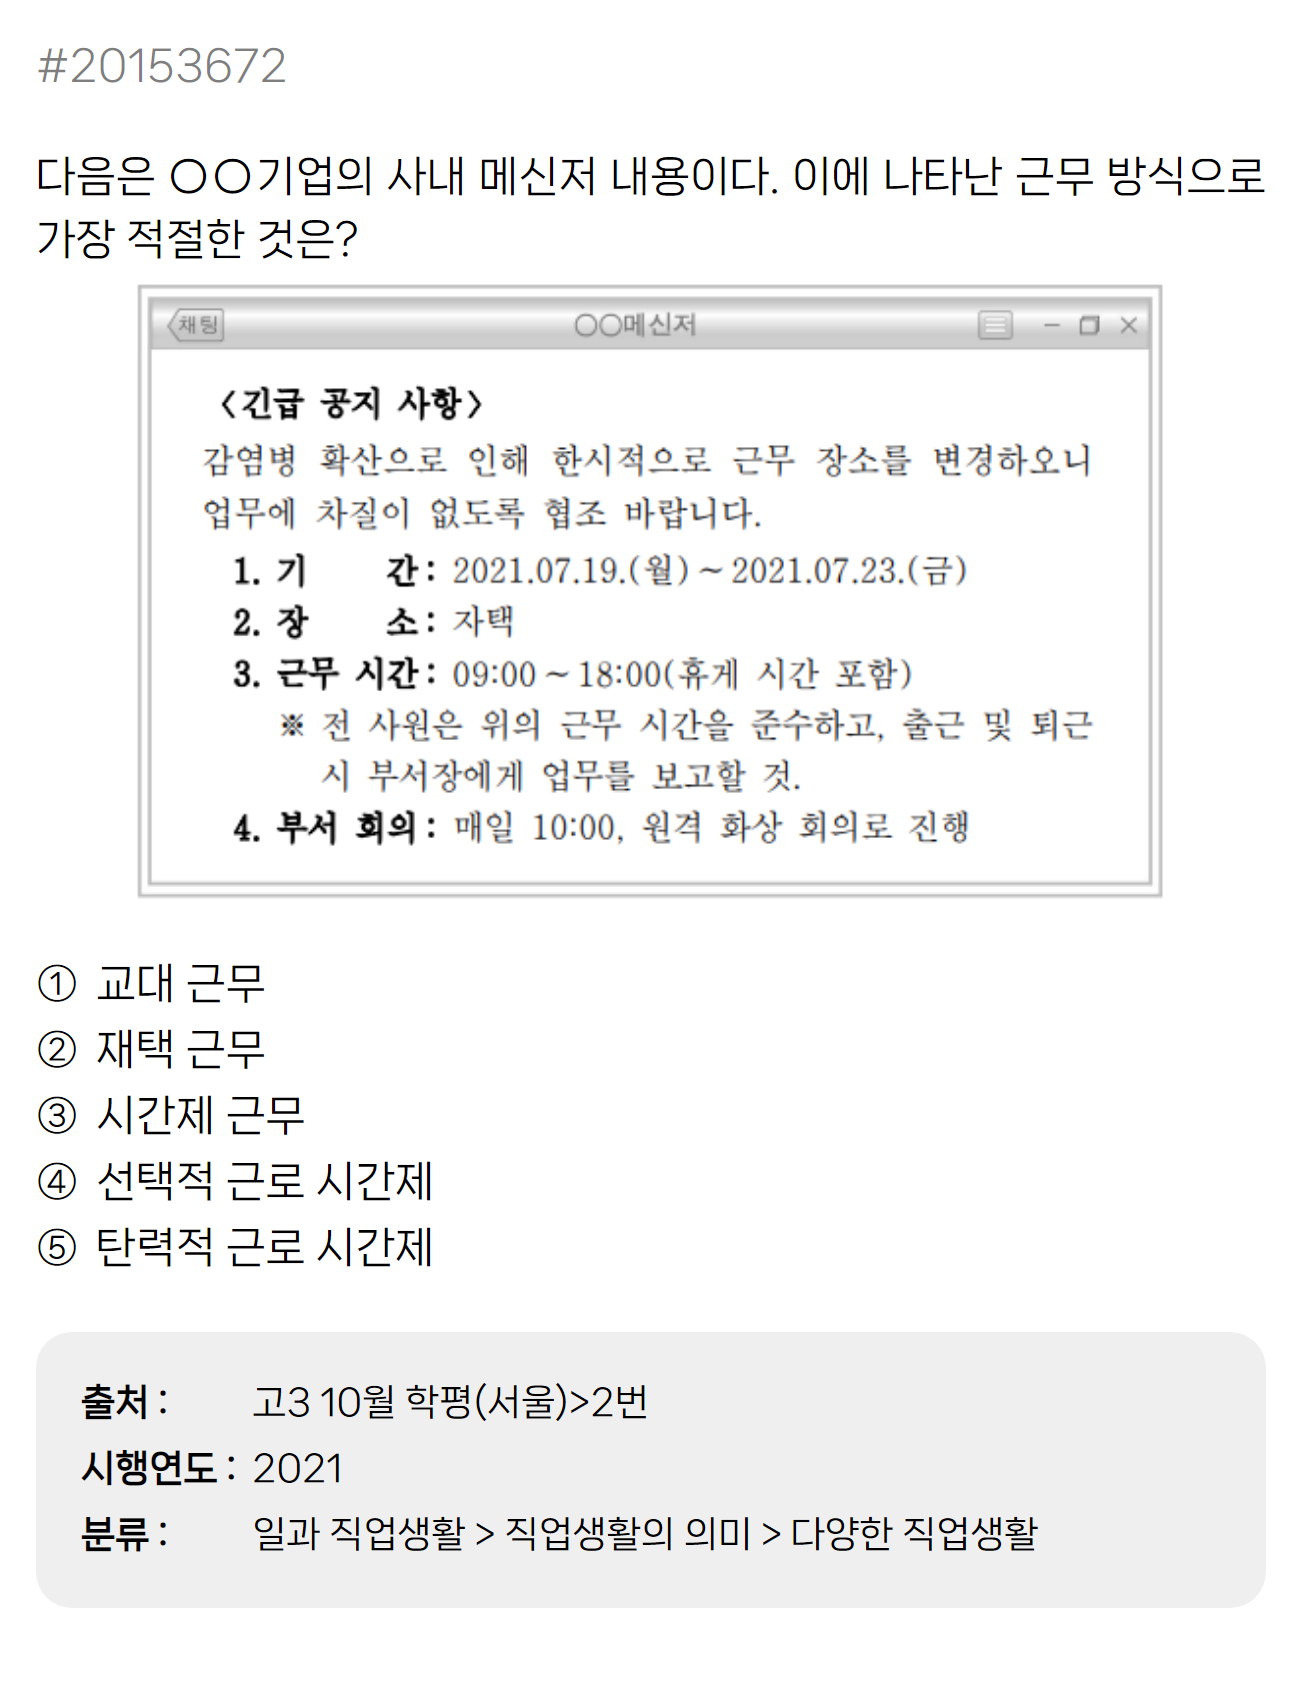 #20153672
다음은 〇〇기업의 사내 메신저 내용이다. 이에 나타난 근무 방식으로
가장 적절한 것은?
채팅 ○○메신저
<긴급 공지 사항>
감염병 확산으로 인해 한시적으로 근무 장소를 변경하오니
업무에 차질이 없도록 협조 바랍니다.
1. 기 간: 2021.07.19.(월)~2021.07.23.(금)
2. 장 소: 자택
3. 근무 시간: 09:00~18:00(휴게 시간 포함)
※ 전 사원은 위의 근무 시간을 준수하고, 출근 및 퇴근
시 부서장에게 업무를 보고할 것.
4. 부서 회의: 매일 10:00, 원격 화상 회의로 진행
① 교대 근무
② 재택 근무
③ 시간제 근무
④ 선택적 근로 시간제
⑤ 탄력적 근로 시간제
출처 : 고3 10월 학평(서울)>2번
시행연도 : 2021
분류 : 일과 직업생활 > 직업생활의 의미 > 다양한 직업생활